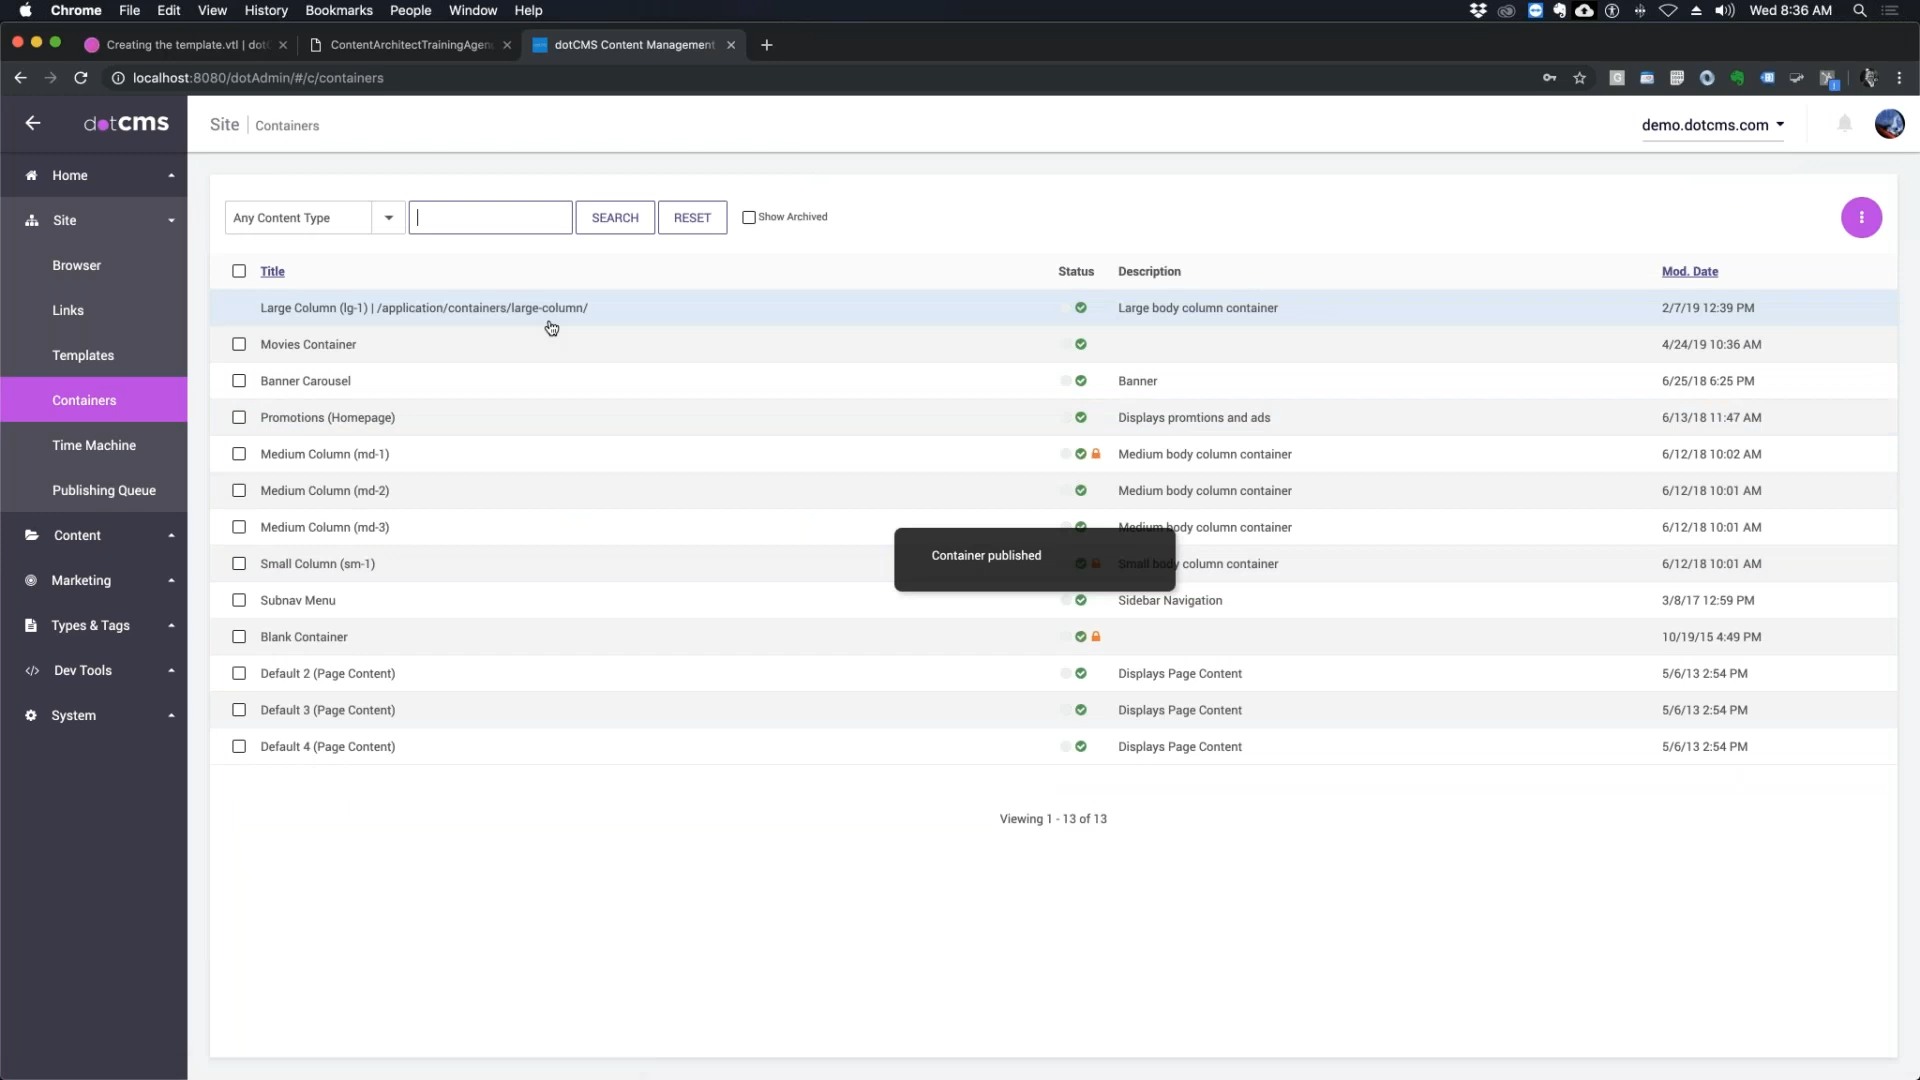 Chrome File Edit View History Bookmarks People Window Help Wed 8:36 AM
Creating the template.vtl | dot ContentArchitectTrainingAgen dotCMS Content Management
localhost:8080/dotAdmin/#/c/containers
dotCMS Site Containers demo.dotcms.com
Home
Site
Browser
Links
Templates
Containers
Time Machine
Publishing Queue
Content
Marketing
Types & Tags
Dev Tools
System
Any Content Type SEARCH RESET Show Archived
Title Status Description Mod. Date
Large Column (lg-1) | /application/containers/large-column/ Large body column container 2/7/19 12:39 PM
Movies Container 4/24/19 10:36 AM
Banner Carousel Banner 6/25/18 6:25 PM
Promotions (Homepage) Displays promtions and ads 6/13/18 11:47 AM
Medium Column (md-1) Medium body column container 6/12/18 10:02 AM
Medium Column (md-2) Medium body column container 6/12/18 10:01 AM
Medium Column (md-3) Medium body column container 6/12/18 10:01 AM
Container published
Small Column (sm-1) Small body column container 6/12/18 10:01 AM
Subnav Menu Sidebar Navigation 3/8/17 12:59 PM
Blank Container 10/19/15 4:49 PM
Default 2 (Page Content) Displays Page Content 5/6/13 2:54 PM
Default 3 (Page Content) Displays Page Content 5/6/13 2:54 PM
Default 4 (Page Content) Displays Page Content 5/6/13 2:54 PM
Viewing 1 - 13 of 13